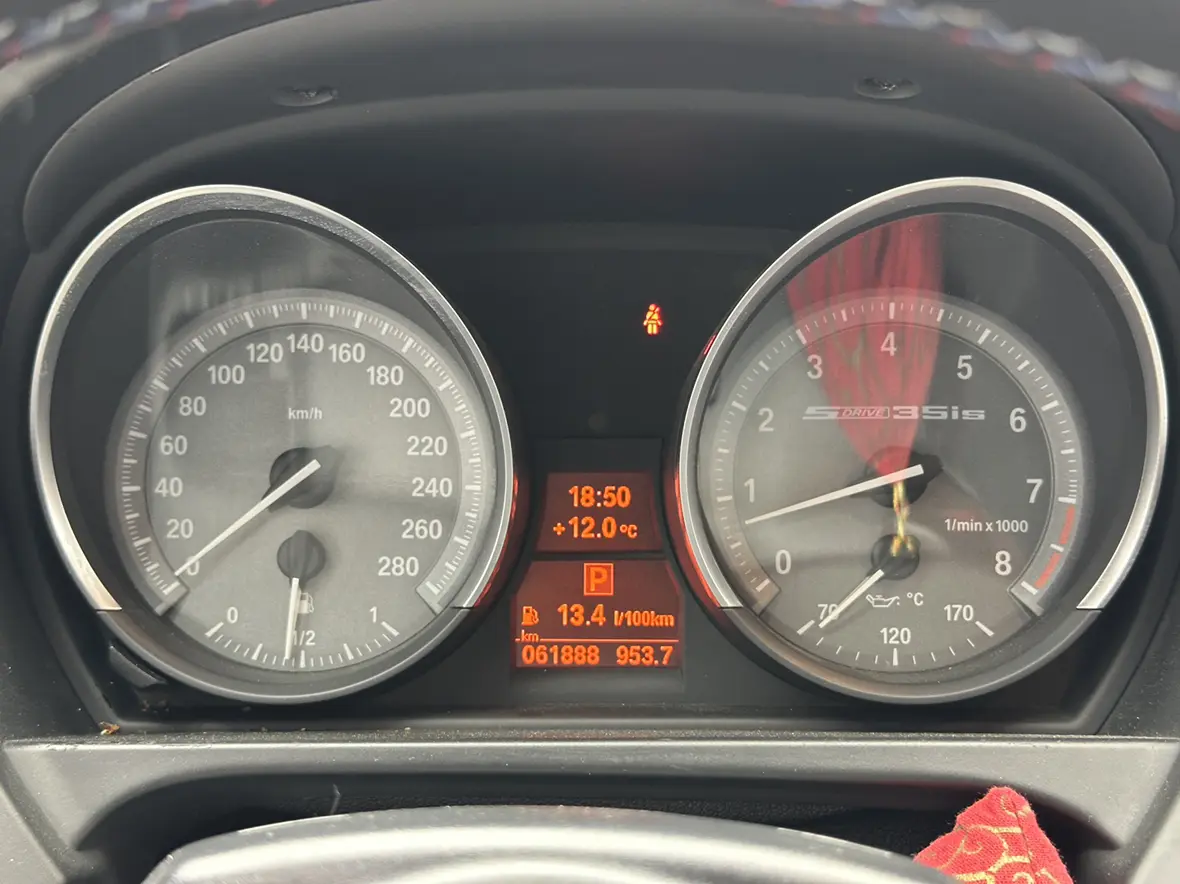 140
120 160
100 180
80 200
60 220
40 240
20 260
0 280
km/h
0 1/2 1
18:50
+12.0°C
P
13.4 l/100km
km
061888 953.7
4
3 5
2 6
1 7
0 8
SDRIVE35is
1/min x 1000
°C
70 120 170